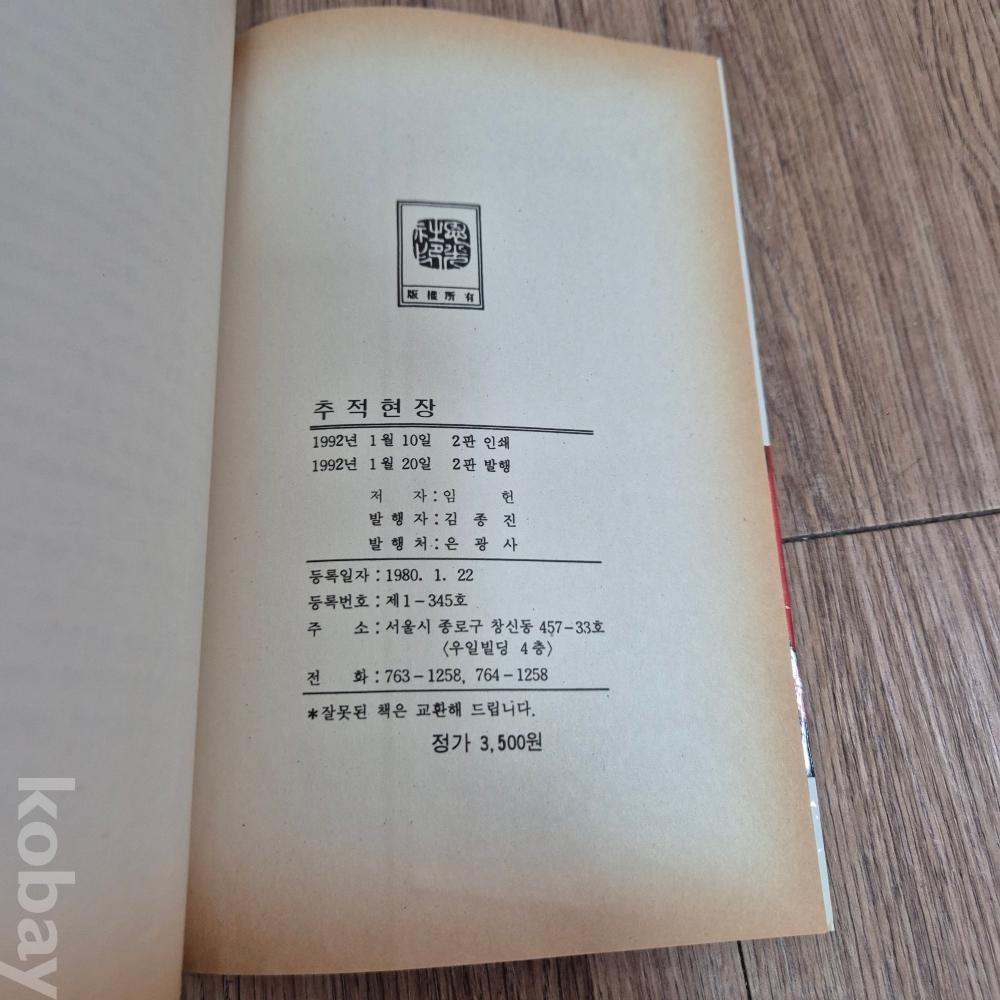 版權所有
추적현장
1992년 1월 10일 2판 인쇄
1992년 1월 20일 2판 발행
저 자 : 임 헌
발행자 : 김종진
발행처 : 은광사
등록일자 : 1980. 1. 22
등록번호 : 제1-345호
주 소 : 서울시 종로구 창신동 457-33호
〈우일빌딩 4층〉
전 화 : 763-1258, 764-1258
*잘못된 책은 교환해 드립니다.
정가 3,500원
kobay